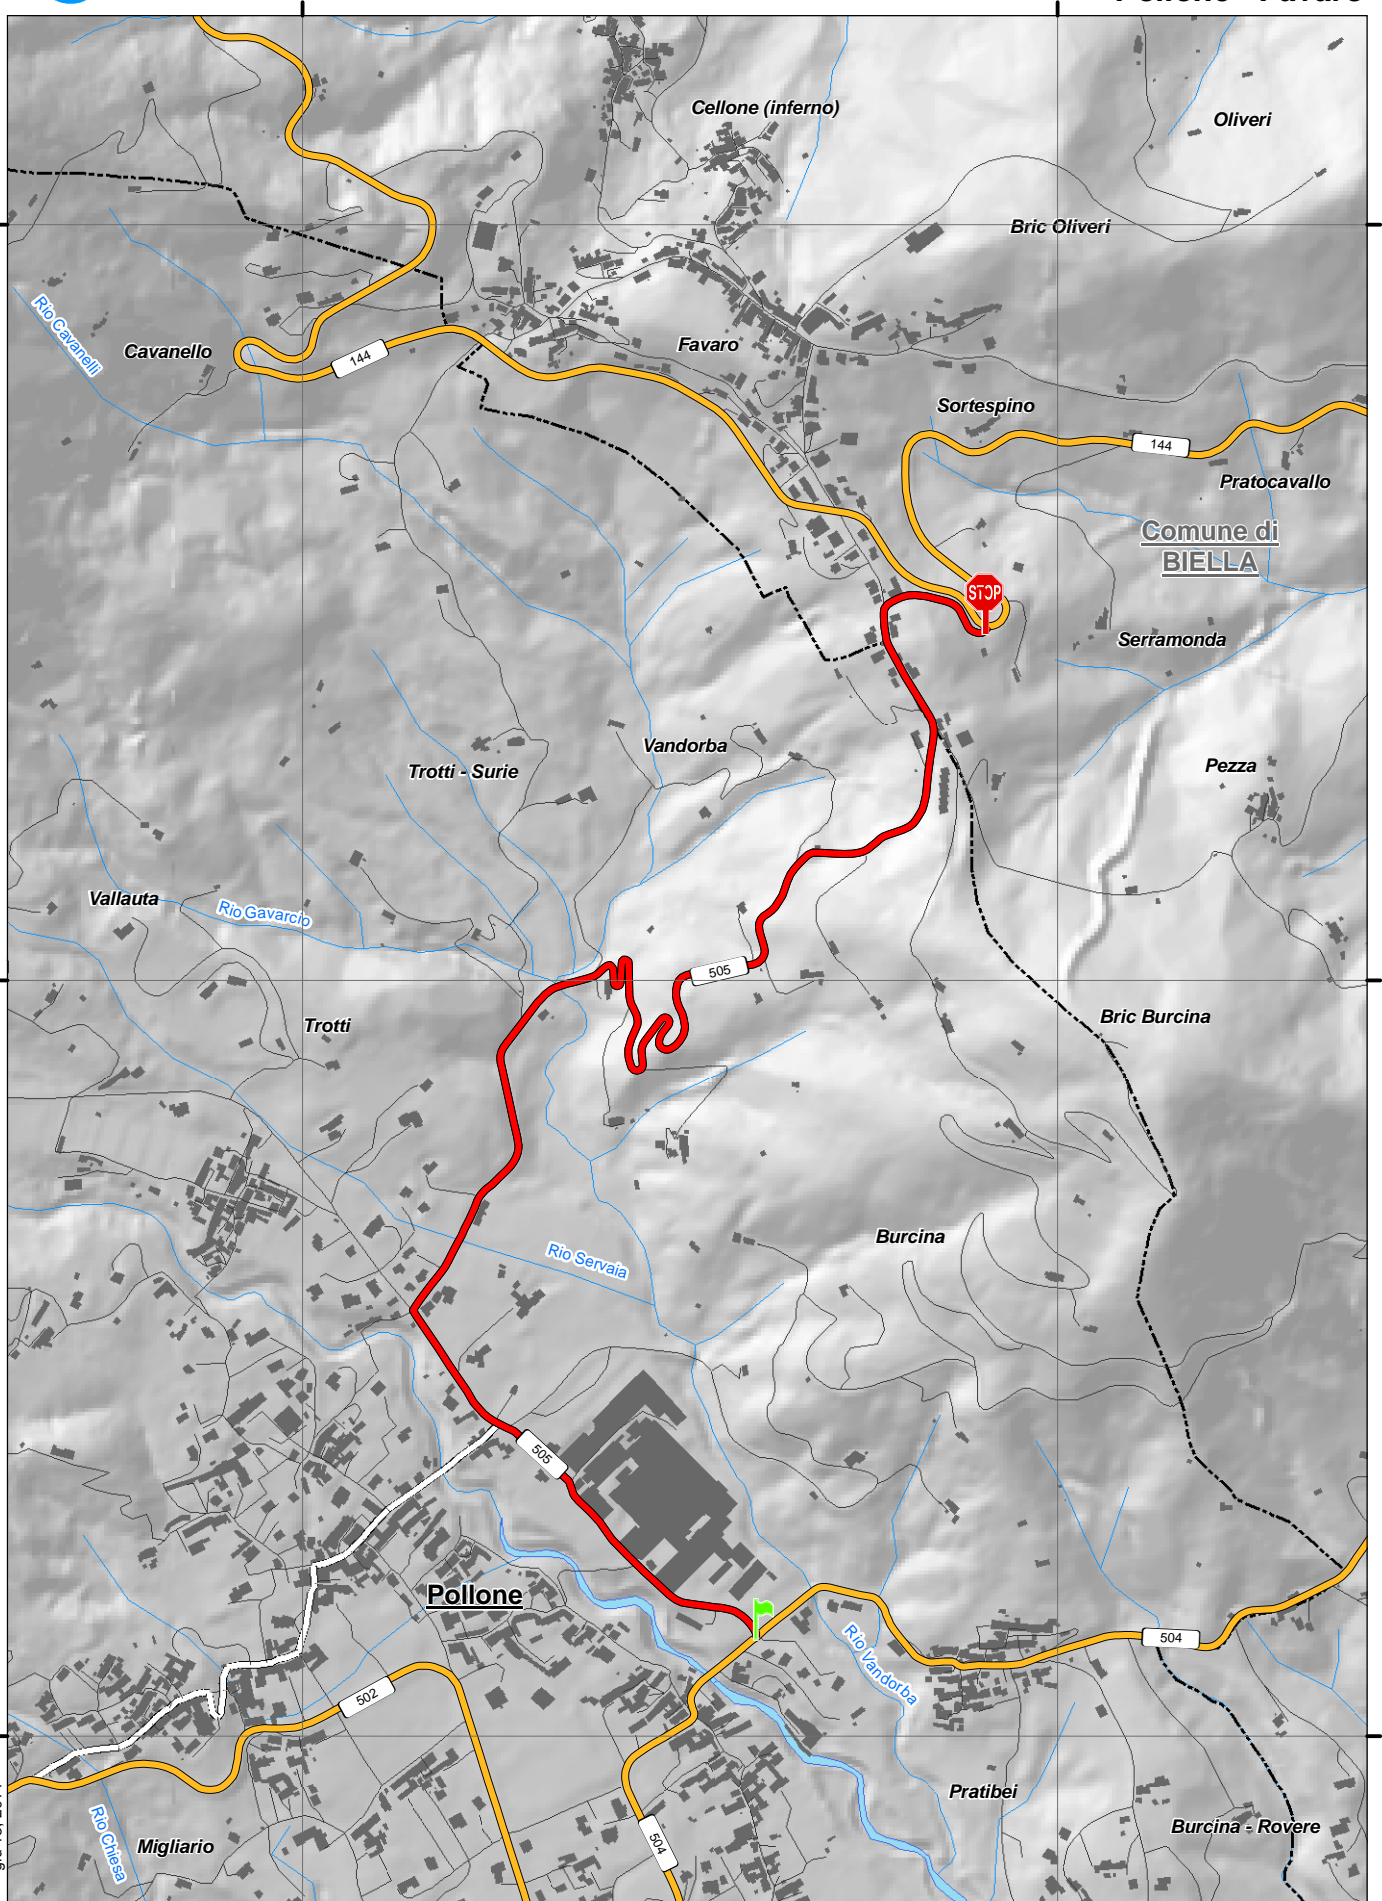 Cellone (inferno)
Oliveri
Bric Oliveri
Rio Cavanelli
Cavanello
144
Favaro
Sortespino
144
Pratocavallo
Comune di
BIELLA
STOP
Serramonda
Vandorba
Trotti - Surie
Pezza
Vallauta
Rio Gavarcio
505
Trotti
Bric Burcina
Burcina
Rio Servaia
505
Pollone
Rio Vandorba
504
502
Pratibei
504
Burcina - Rovere
Rio Chiesa
Migliario